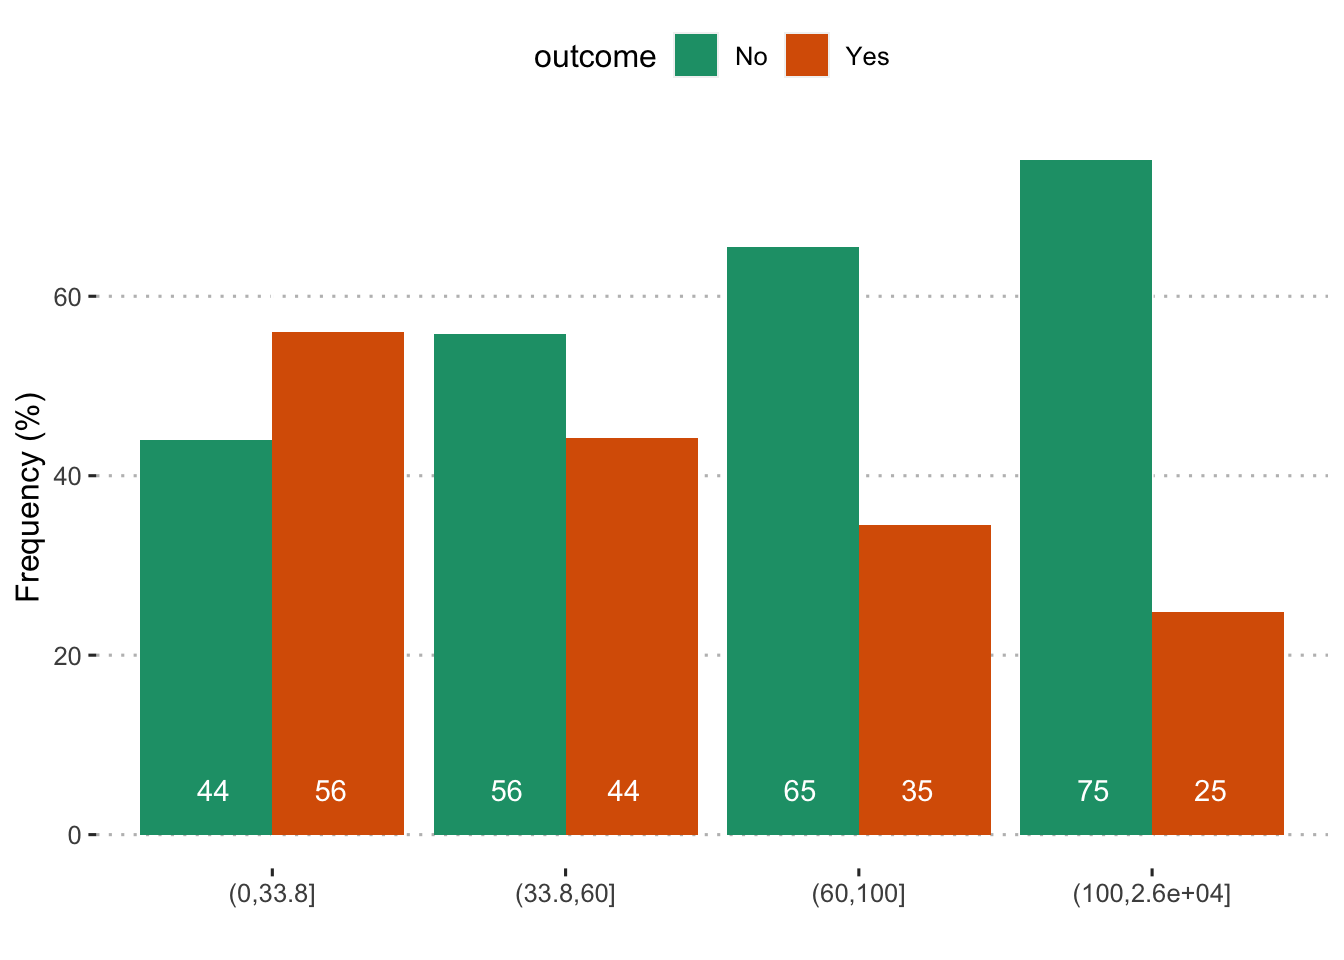 outcome No Yes
Frequency (%)
60
40
20
0
44 56 56 44 65 35 75 25
(0,33.8] (33.8,60] (60,100] (100,2.6e+04]